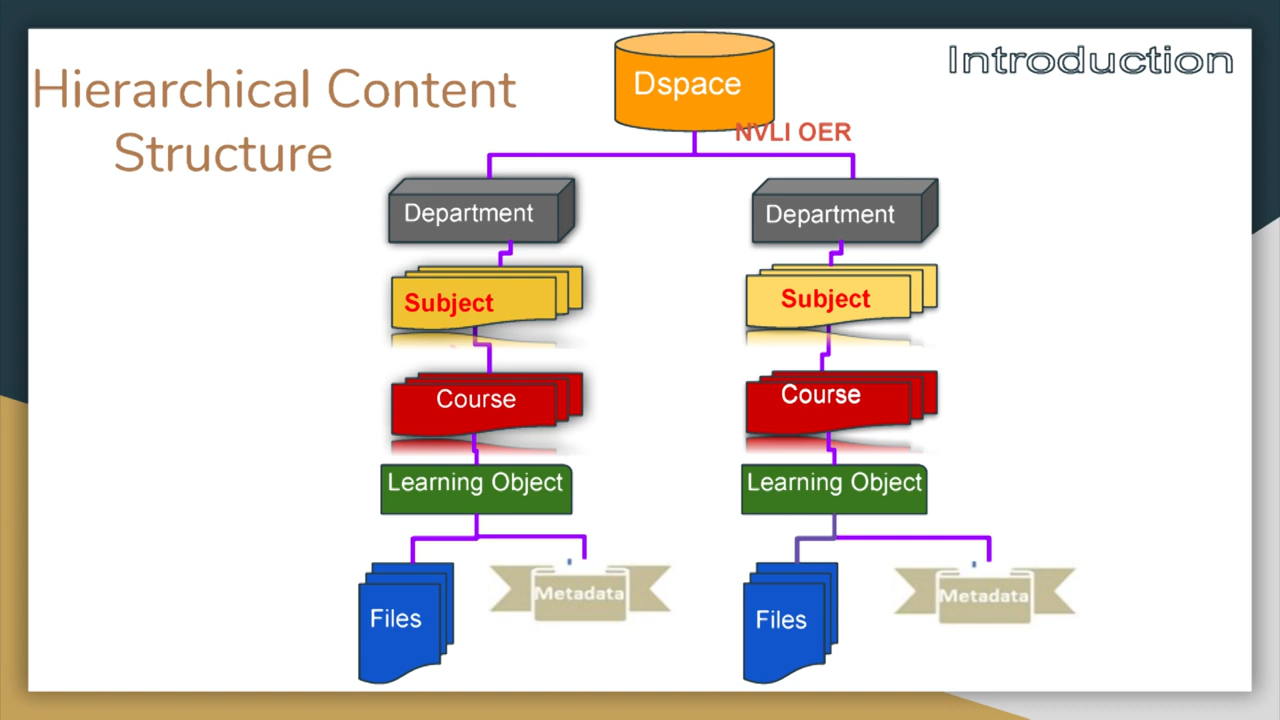 Introduction
Hierarchical Content
Structure
Dspace
NVLI OER
Department
Department
Subject
Subject
Course
Course
Learning Object
Learning Object
Files
Metadata
Files
Metadata